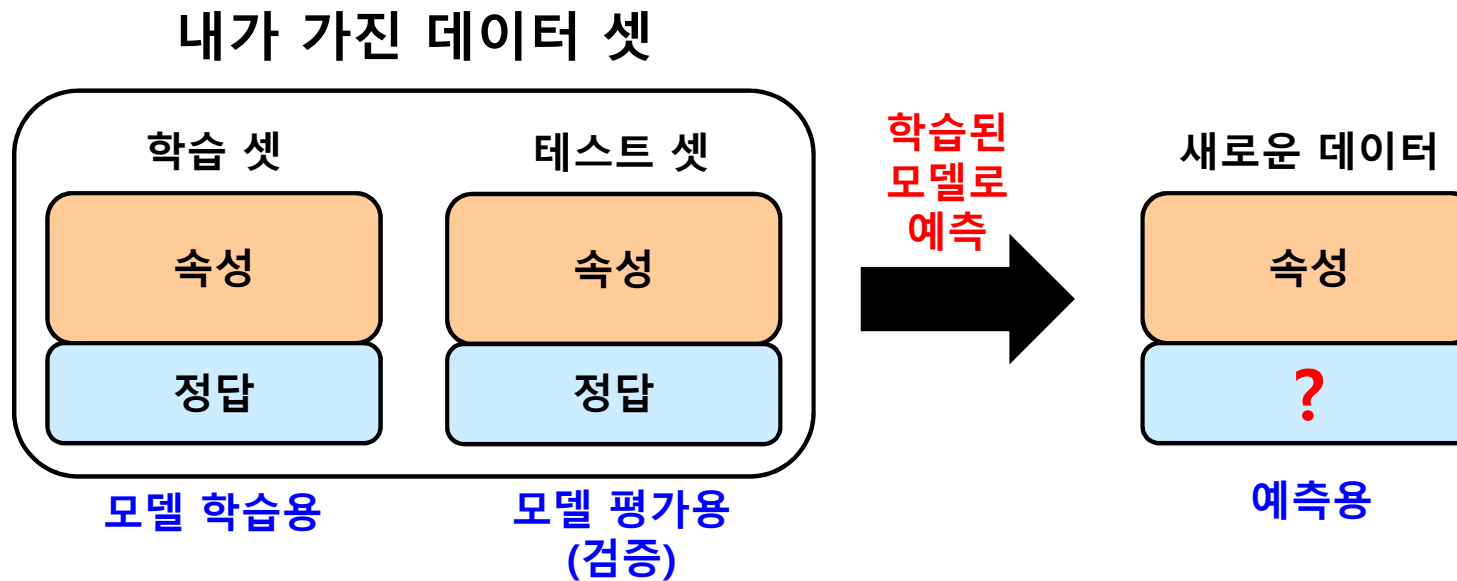 내가 가진 데이터 셋
학습 셋
속성
정답
모델 학습용
테스트 셋
속성
정답
모델 평가용
(검증)
학습된
모델로
예측
새로운 데이터
속성
?
예측용